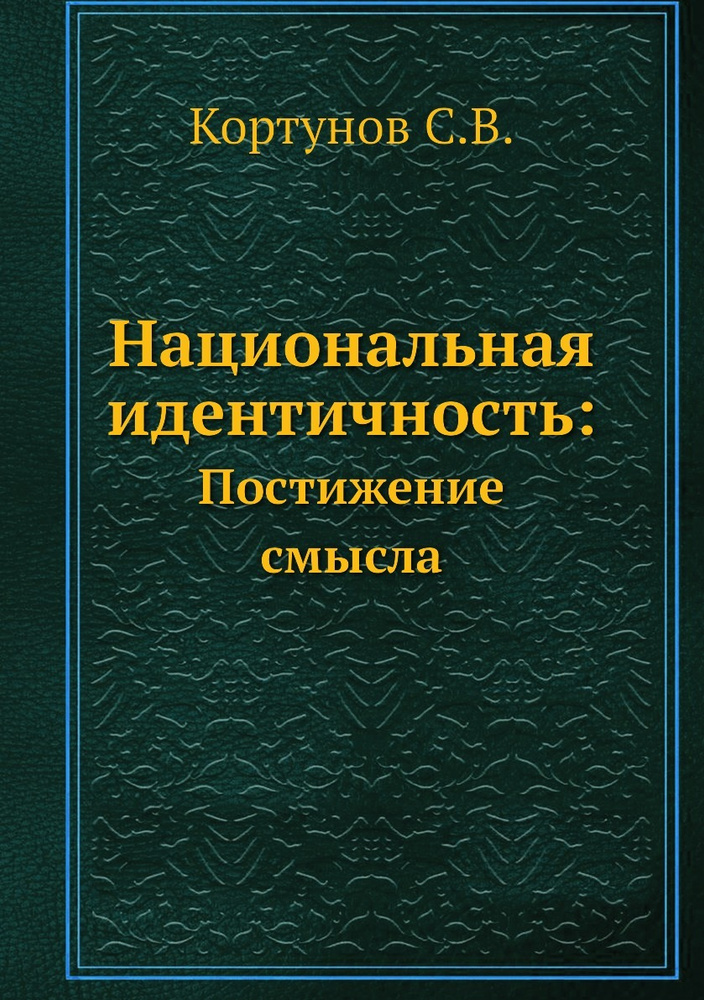 Кортунов С.В.
Национальная
идентичность:
Постижение
смысла